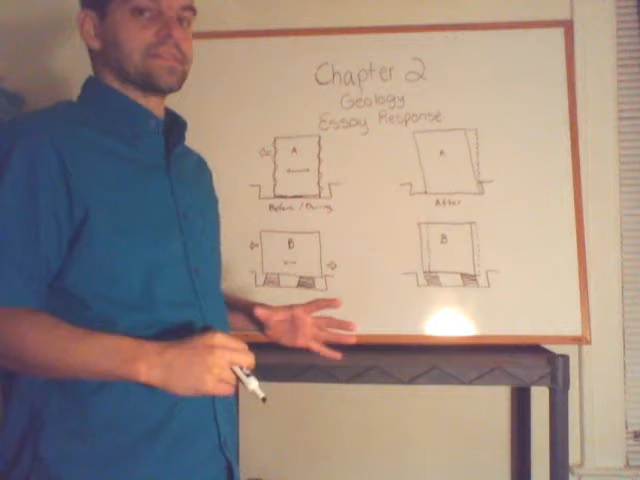 Chapter 2
Geology
Essay Response
A
A
Before / During
After
B
B